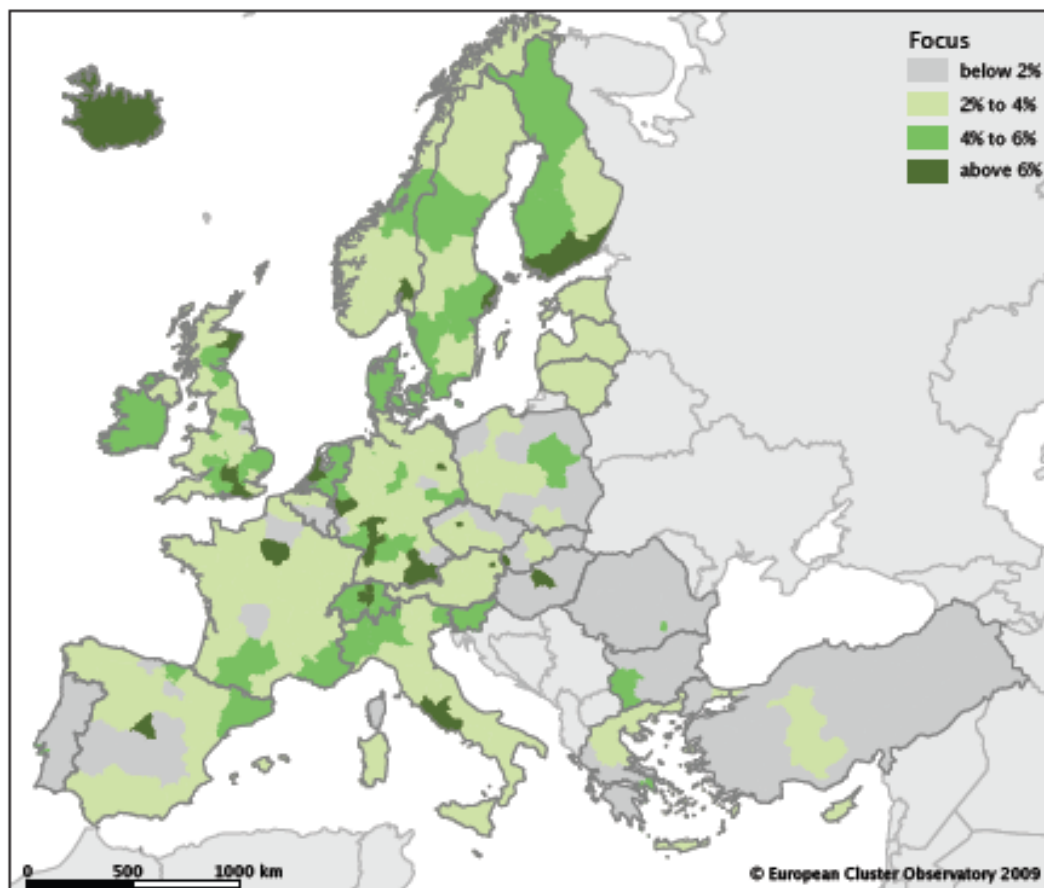 Focus
below 2%
2% to 4%
4% to 6%
above 6%
0 500 1000 km
© European Cluster Observatory 2009